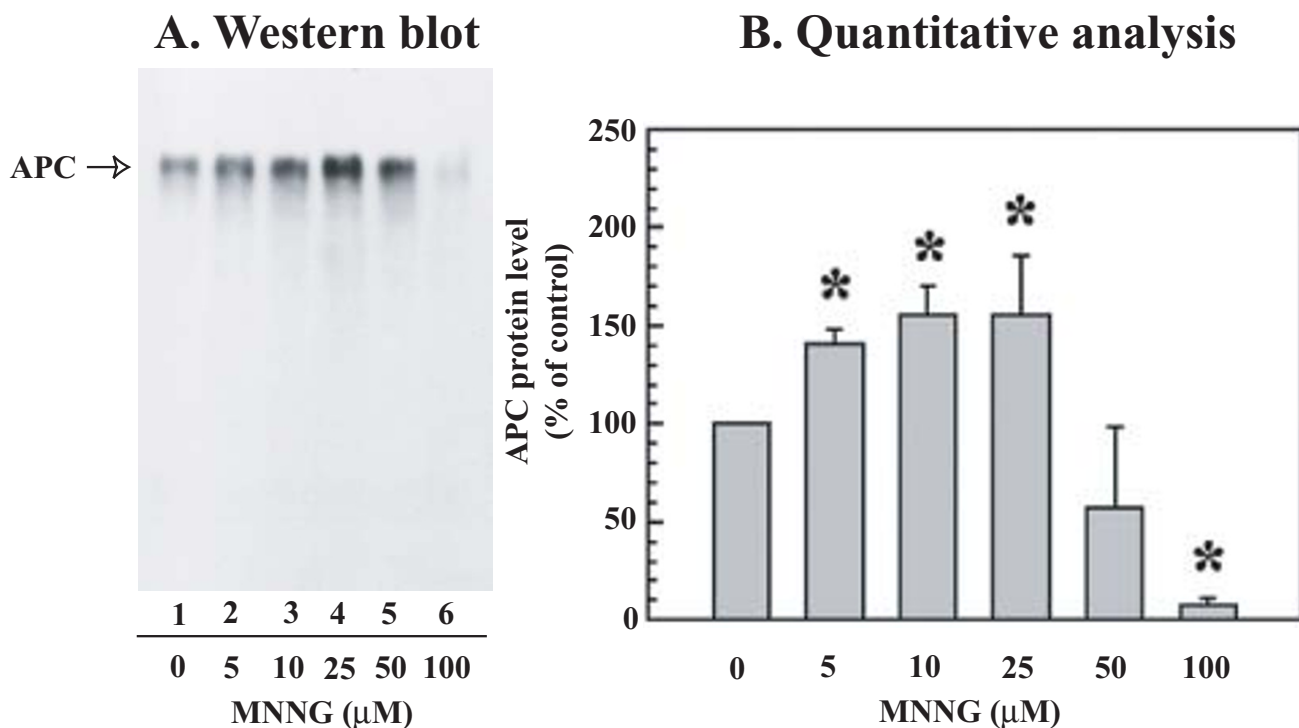 A. Western blot
APC
1 2 3 4 5 6
0 5 10 25 50 100
MNNG (μM)
B. Quantitative analysis
APC protein level
(% of control)
250
200
150
100
50
0
* * * *
0 5 10 25 50 100
MNNG (μM)